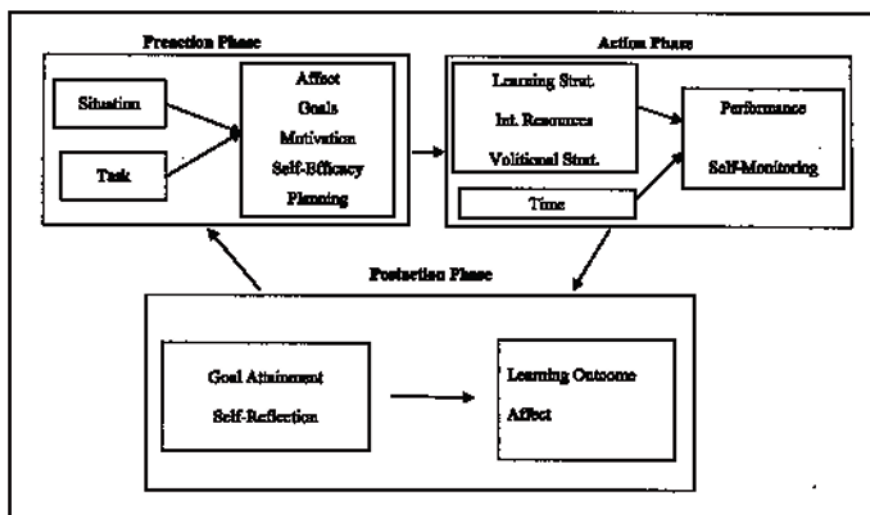 Preaction Phase
Situation
Task
Affect
Goals
Motivation
Self-Efficacy
Planning
Action Phase
Learning Strat.
Int. Resources
Volitional Strat.
Time
Performance
Self-Monitoring
Postaction Phase
Goal Attainment
Self-Reflection
Learning Outcome
Affect